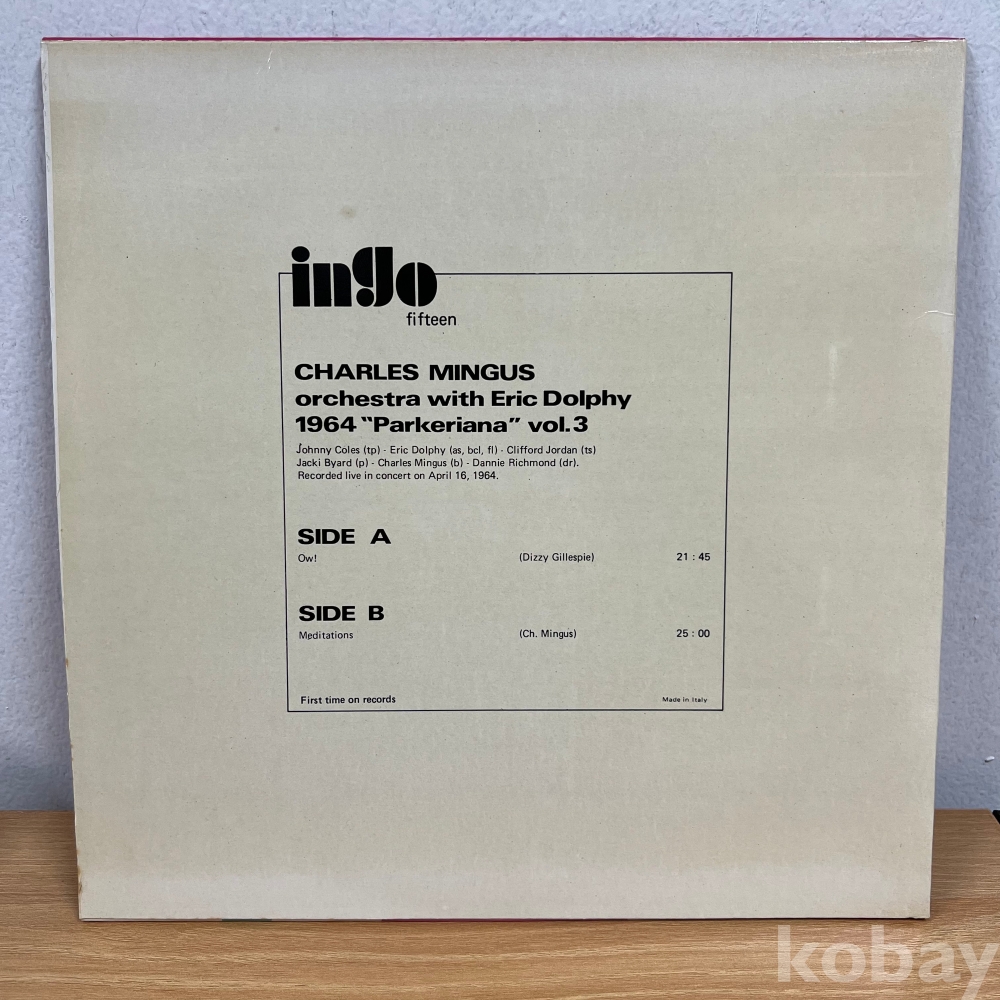 ingo
fifteen
CHARLES MINGUS
orchestra with Eric Dolphy
1964 "Parkeriana" vol.3
Johnny Coles (tp) - Eric Dolphy (as, bcl, fl) - Clifford Jordan (ts)
Jacki Byard (p) - Charles Mingus (b) - Dannie Richmond (dr).
Recorded live in concert on April 16, 1964.
SIDE A
Ow! (Dizzy Gillespie) 21 : 45
SIDE B
Meditations (Ch. Mingus) 25 : 00
First time on records Made in Italy
kobay